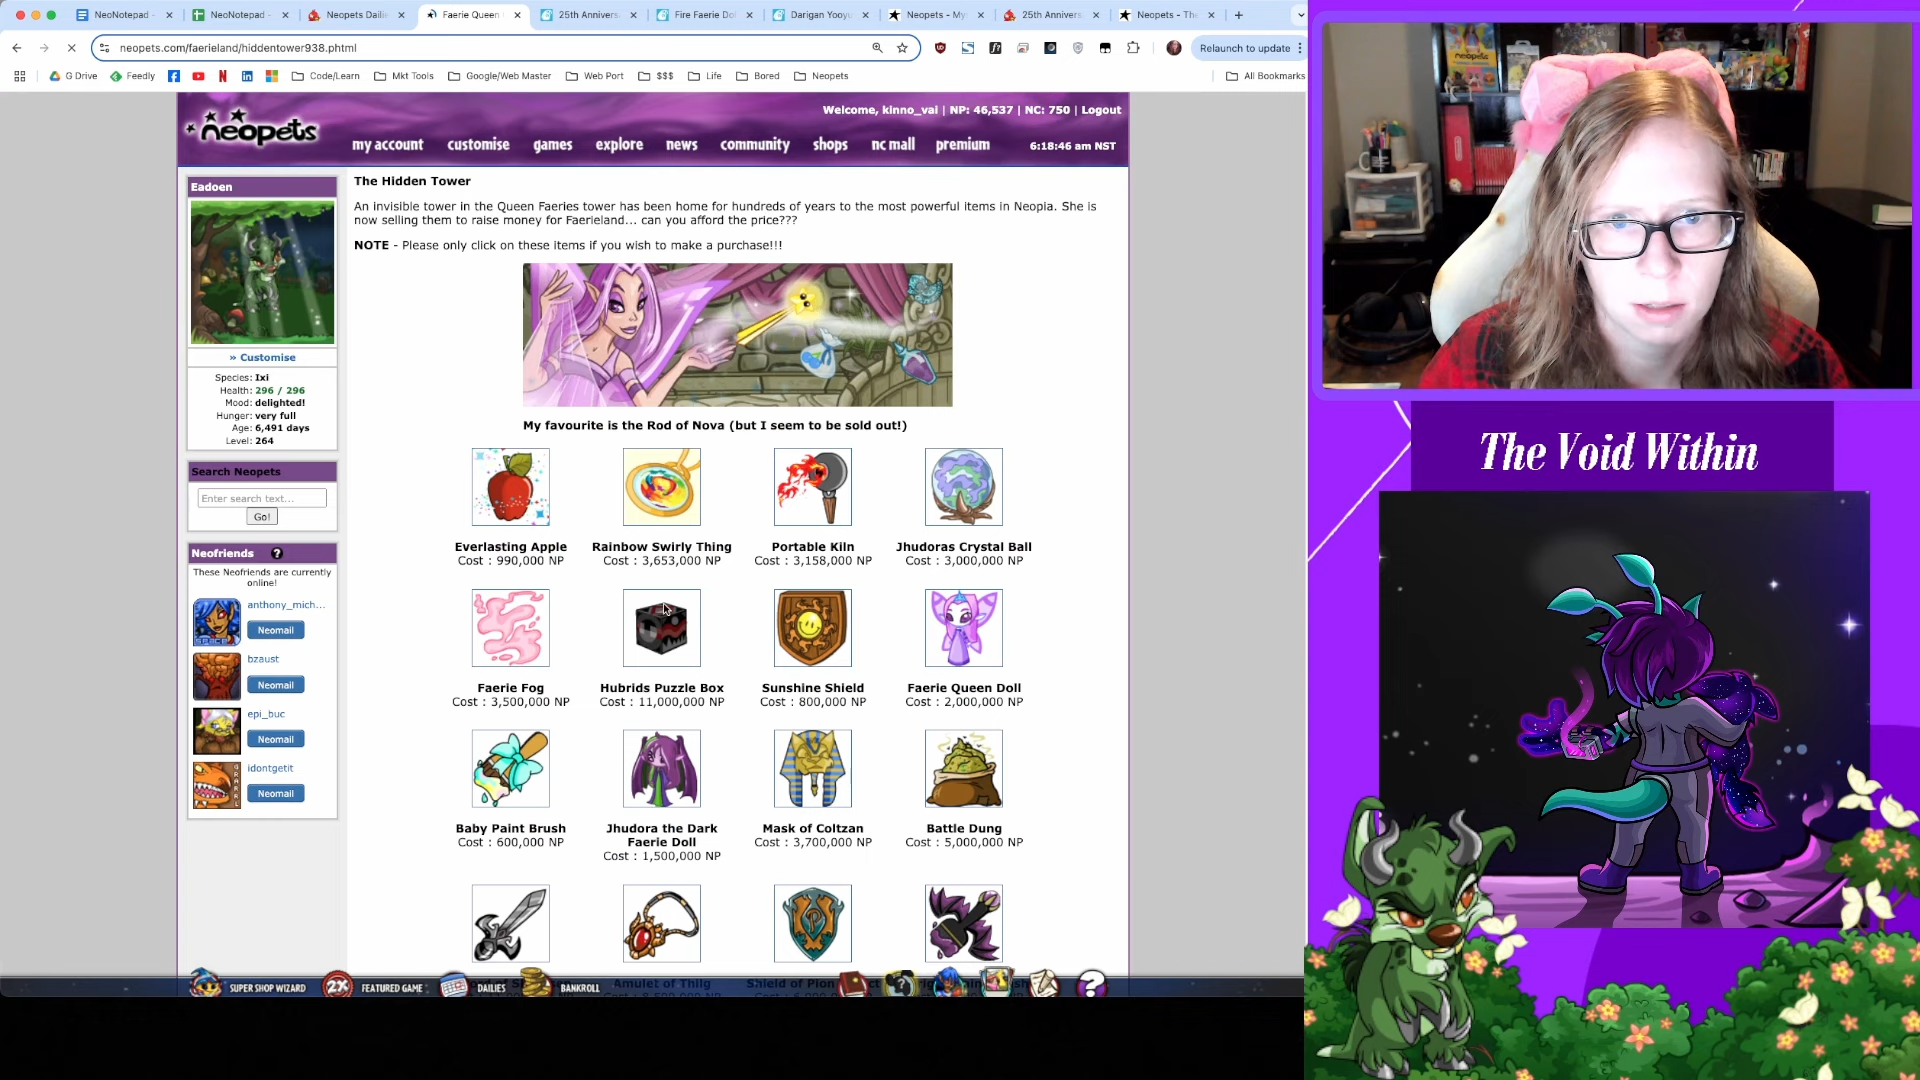 NeoNotepad -
NeoNotepad -
Neopets Daili
Faerie Queen
25th Annivers
Fire Faerie Do
Darigan Yooyu
Neopets - My
25th Annivers
Neopets - The
neopets.com/faerieland/hiddentower938.phtml
Relaunch to update
G Drive
Feedly
Code/Learn
Mkt Tools
Google/Web Master
Web Port
$$$
Life
Bored
Neopets
All Bookmarks
neopets
Welcome, kinno_vai | NP: 46,537 | NC: 750 | Logout
my account customise games explore news community shops nc mall premium
6:18:46 am NST
Eadoen
» Customise
Species: Ixi
Health: 296 / 296
Mood: delighted!
Hunger: very full
Age: 6,491 days
Level: 264
Search Neopets
Enter search text...
Go!
Neofriends ?
These Neofriends are currently
online!
anthony_mich...
Neomail
bzaust
Neomail
epi_buc
Neomail
idontgetit
Neomail
The Hidden Tower
An invisible tower in the Queen Faeries tower has been home for hundreds of years to the most powerful items in Neopia. She is
now selling them to raise money for Faerieland... can you afford the price???
NOTE - Please only click on these items if you wish to make a purchase!!!
My favourite is the Rod of Nova (but I seem to be sold out!)
Everlasting Apple
Cost : 990,000 NP
Rainbow Swirly Thing
Cost : 3,653,000 NP
Portable Kiln
Cost : 3,158,000 NP
Jhudoras Crystal Ball
Cost : 3,000,000 NP
Faerie Fog
Cost : 3,500,000 NP
Hubrids Puzzle Box
Cost : 11,000,000 NP
Sunshine Shield
Cost : 800,000 NP
Faerie Queen Doll
Cost : 2,000,000 NP
Baby Paint Brush
Cost : 600,000 NP
Jhudora the Dark
Faerie Doll
Cost : 1,500,000 NP
Mask of Coltzan
Cost : 3,700,000 NP
Battle Dung
Cost : 5,000,000 NP
Amulet of Thilg
SUPER SHOP WIZARD
2X
FEATURED GAME
DAILIES
BANKROLL
?
The Void Within